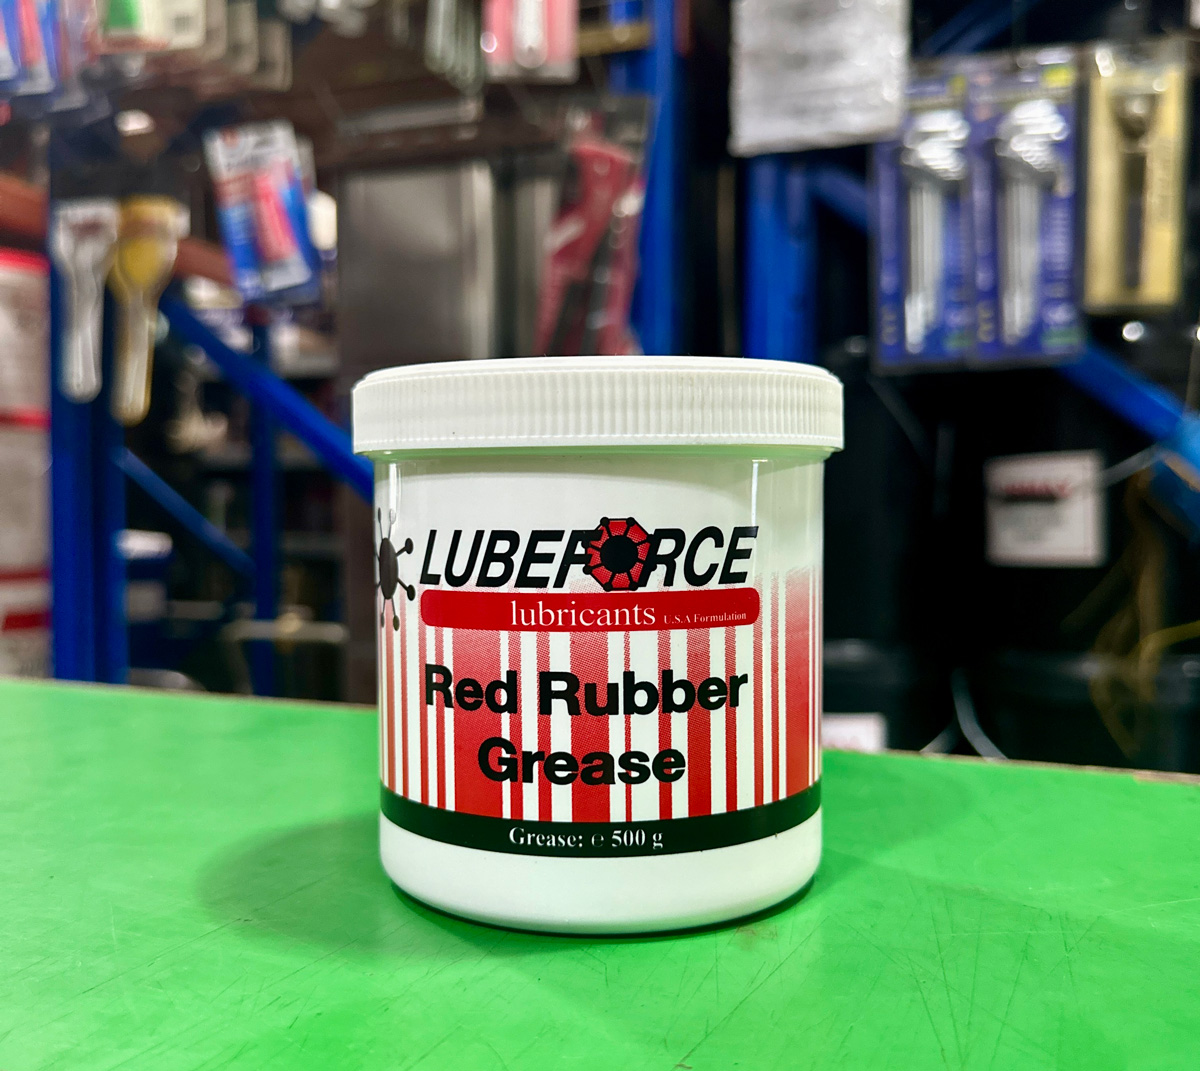 LUBEFORCE
lubricants U.S.A Formulation
Red Rubber
Grease
Grease: ℮ 500 g